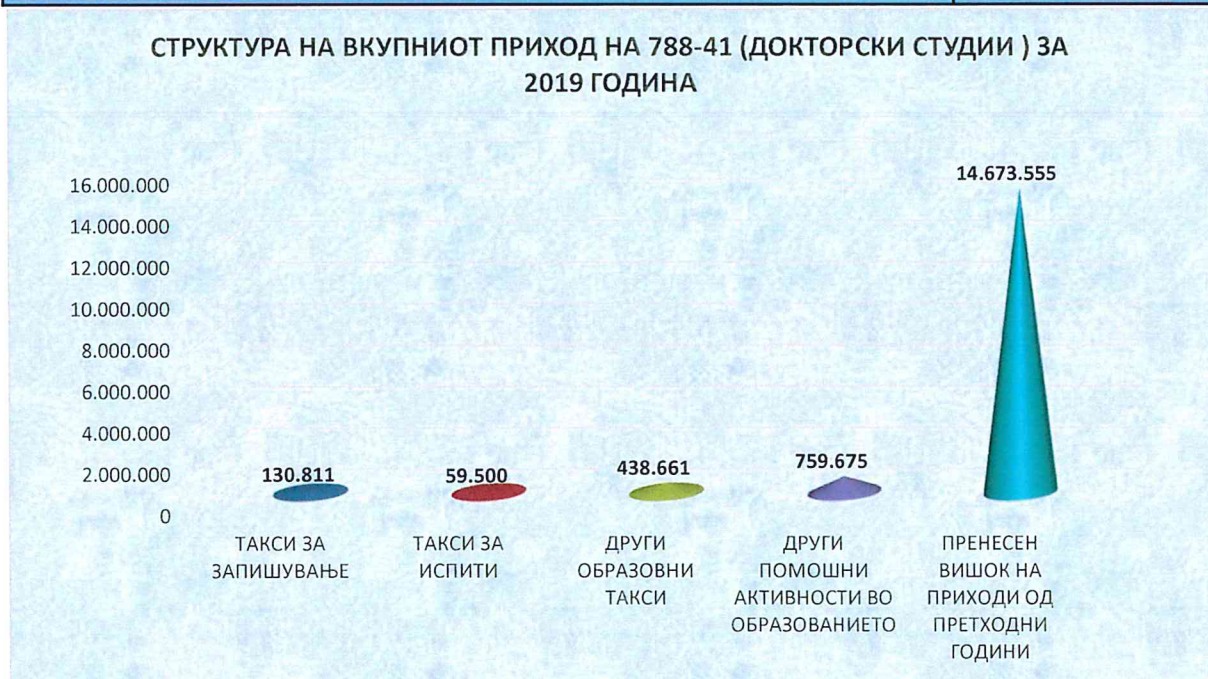 СТРУКТУРА НА ВКУПНИОТ ПРИХОД НА 788-41 (ДОКТОРСКИ СТУДИИ ) ЗА
2019 ГОДИНА
14.673.555
16.000.000
14.000.000
12.000.000
10.000.000
8.000.000
6.000.000
4.000.000
2.000.000
0
130.811
59.500
438.661
759.675
ТАКСИ ЗА
ЗАПИШУВАЊЕ
ТАКСИ ЗА
ИСПИТИ
ДРУГИ
ОБРАЗОВНИ
ТАКСИ
ДРУГИ
ПОМОШНИ
АКТИВНОСТИ ВО
ОБРАЗОВАНИЕТО
ПРЕНЕСЕН
ВИШОК НА
ПРИХОДИ ОД
ПРЕТХОДНИ
ГОДИНИ